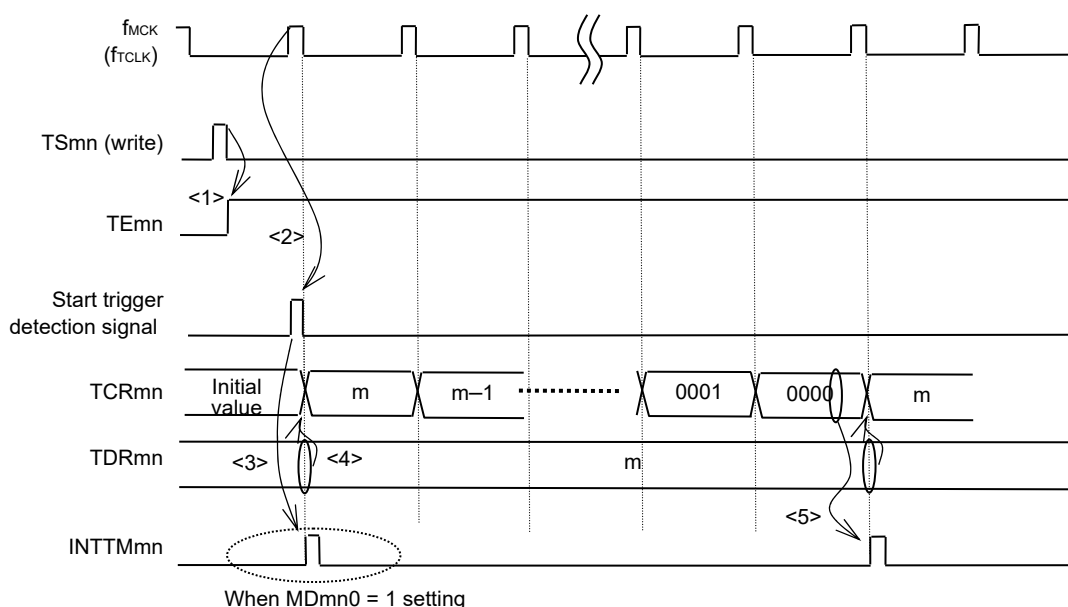 fMCK
(fTCLK)
TSmn (write)
<1>
TEmn
<2>
Start trigger
detection signal
TCRmn
Initial
value
m
m–1
0001
0000
m
TDRmn
<3>
<4>
m
<5>
INTTMmn
When MDmn0 = 1 setting